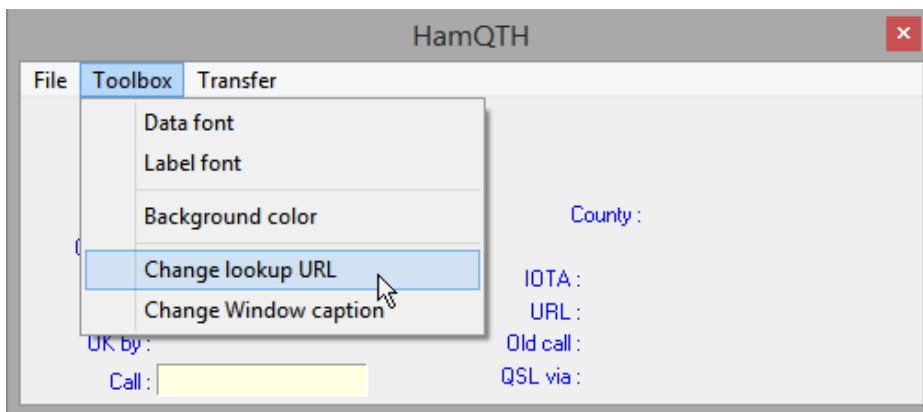 HamQTH
File Toolbox Transfer
Data font
Label font
Background color
County :
Change lookup URL
IOTA :
Change Window caption
URL :
UK by :
Old call :
Call :
QSL via :